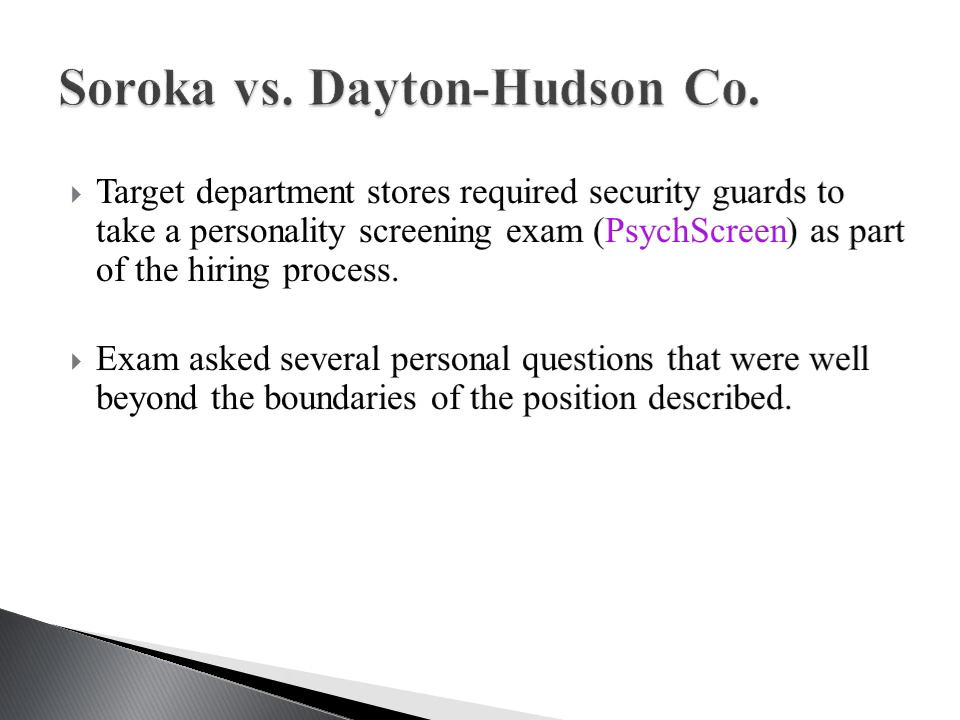 Soroka vs. Dayton-Hudson Co.
Target department stores required security guards to
take a personality screening exam (PsychScreen) as part
of the hiring process.
Exam asked several personal questions that were well
beyond the boundaries of the position described.